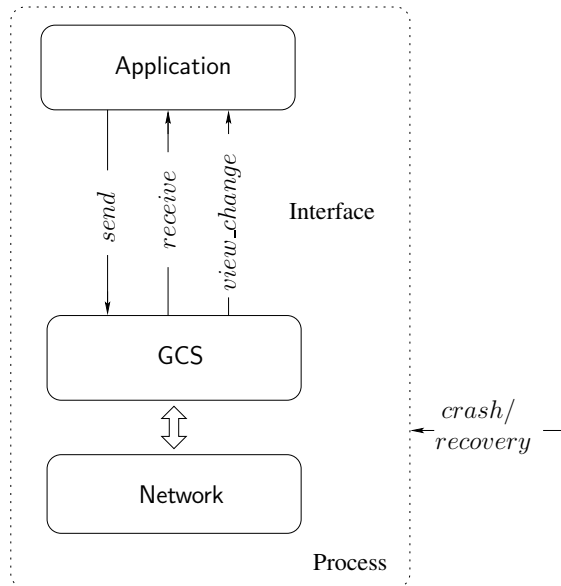 Application
send
receive
view_change
Interface
GCS
crash/
recovery
Network
Process